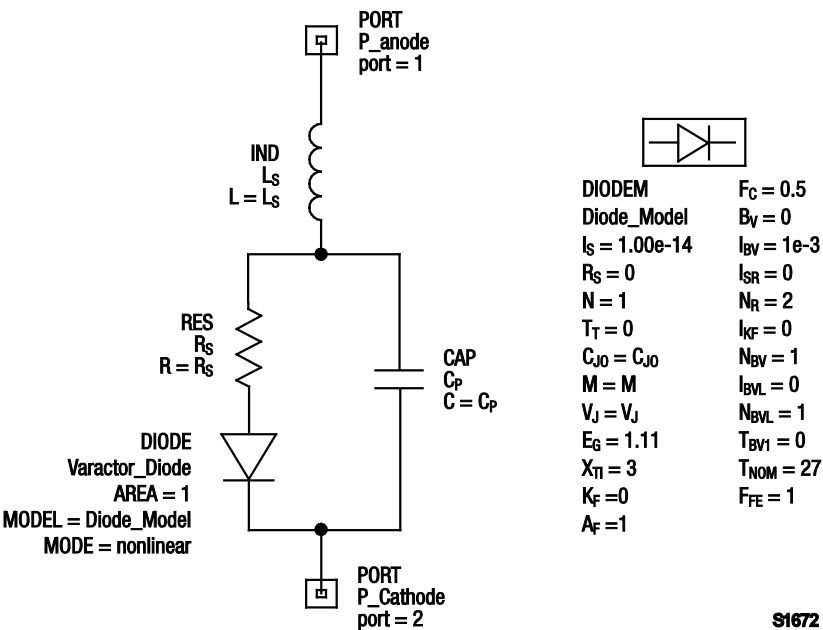 PORT
P_anode
port = 1
IND
LS
L = LS
RES
RS
R = RS
CAP
CP
C = CP
DIODE
Varactor_Diode
AREA = 1
MODEL = Diode_Model
MODE = nonlinear
PORT
P_Cathode
port = 2
DIODEM
Diode_Model
IS = 1.00e-14
RS = 0
N = 1
TT = 0
CJ0 = CJ0
M = M
VJ = VJ
EG = 1.11
XTI = 3
KF =0
AF =1
FC = 0.5
BV = 0
IBV = 1e-3
ISR = 0
NR = 2
IKF = 0
NBV = 1
IBVL = 0
NBVL = 1
TBV1 = 0
TNOM = 27
FFE = 1
S1672